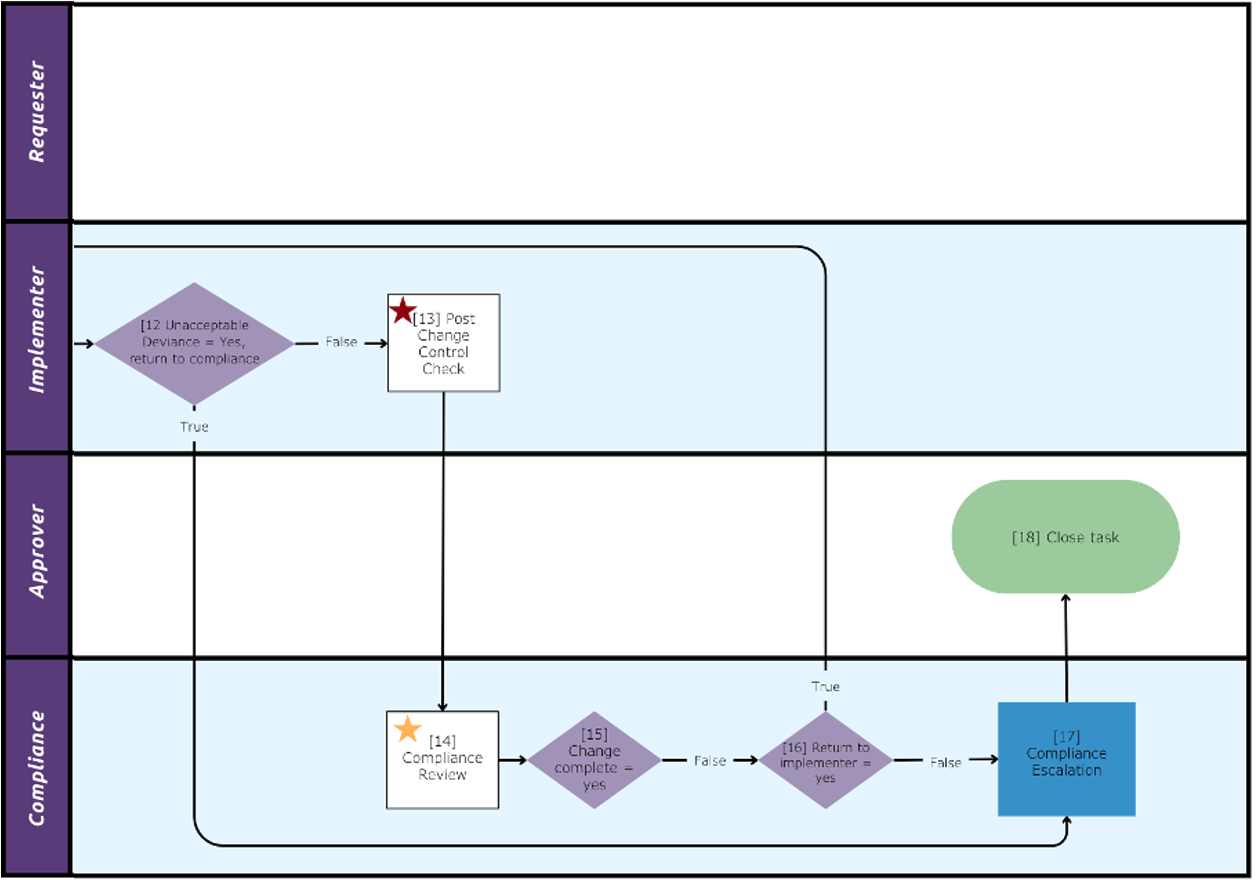 Requester
Implementer
[12 Unacceptable
Deviance = Yes,
return to compliance
False
[13] Post
Change
Control
Check
True
Approver
[18] Close task
Compliance
True
[14]
Compliance
Review
[15]
Change
complete =
yes
False
[16] Return to
implementer =
yes
False
[17]
Compliance
Escalation